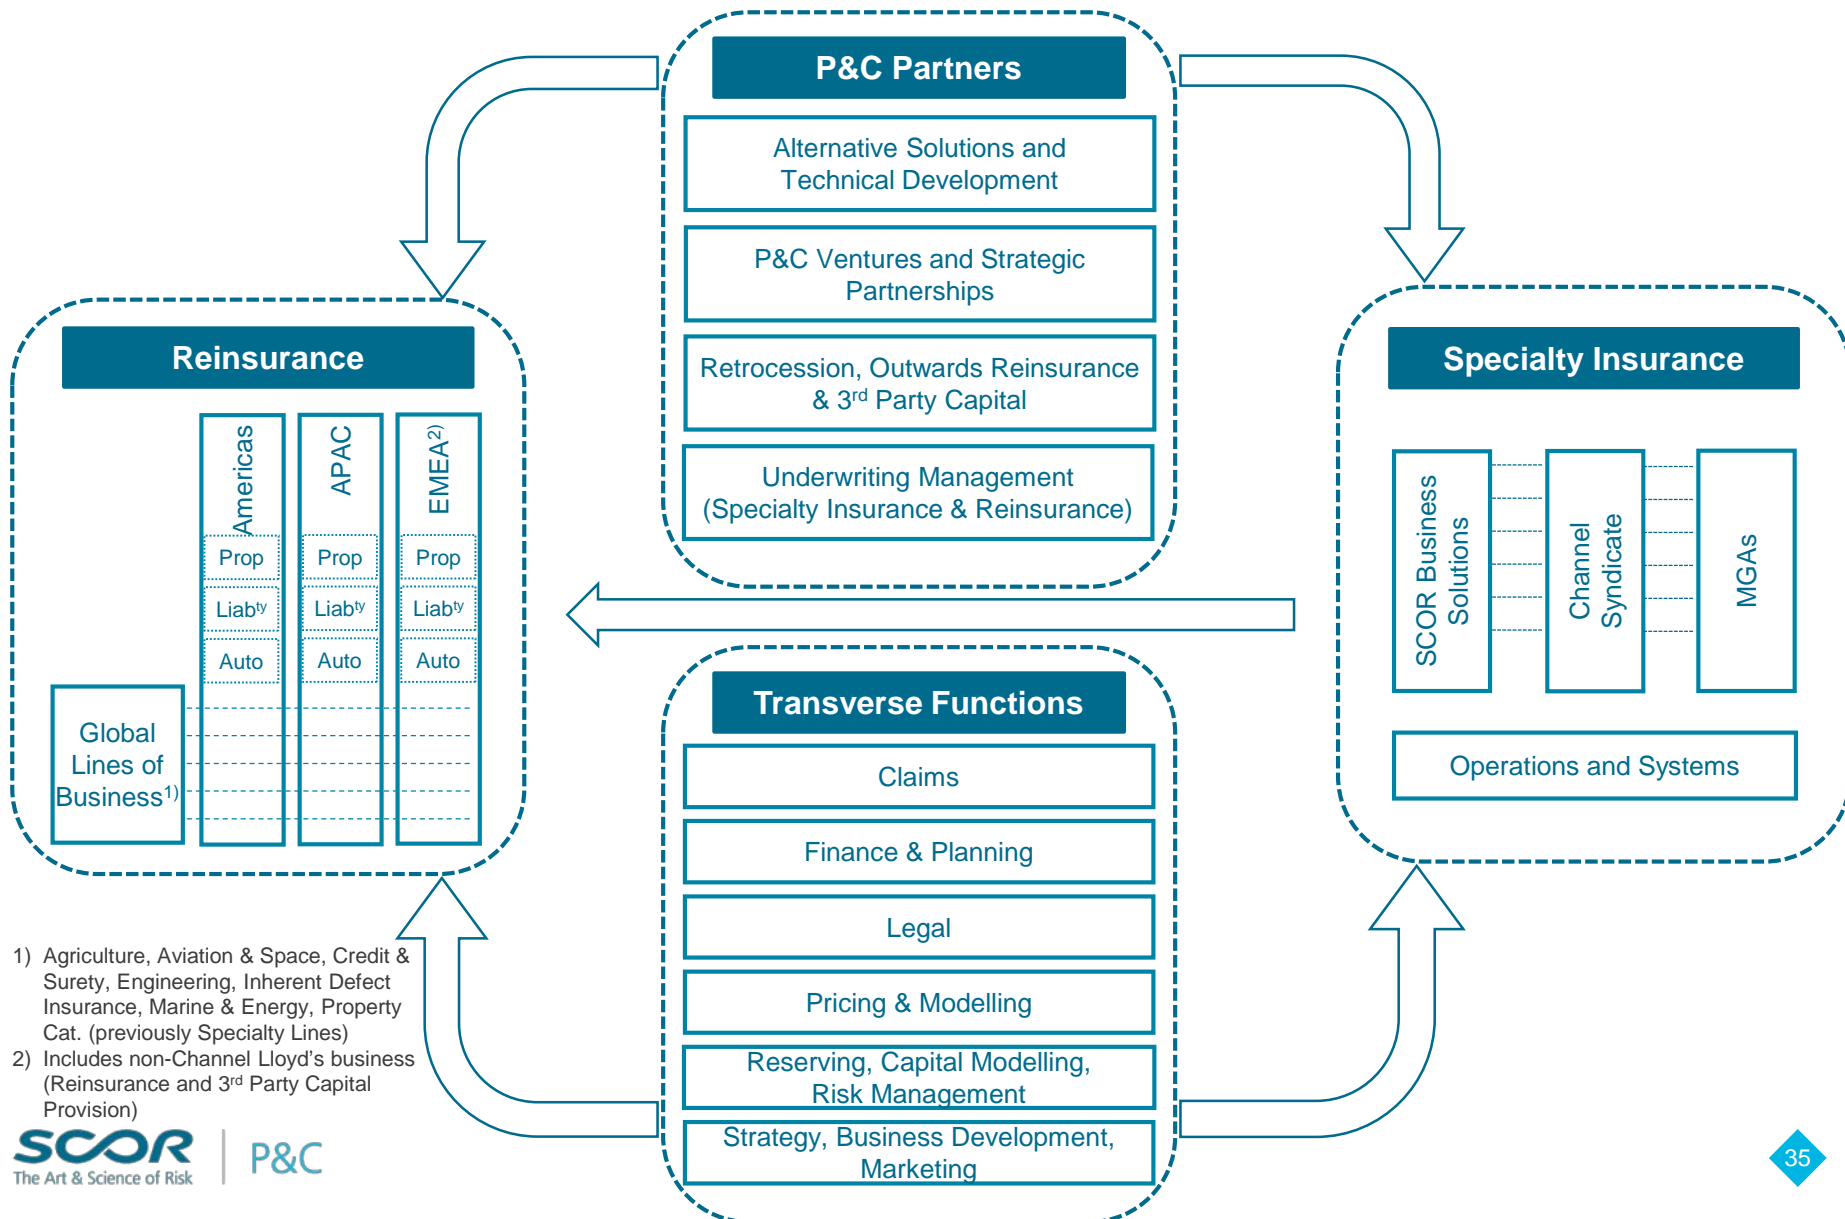 P&C Partners
Alternative Solutions and
Technical Development
P&C Ventures and Strategic
Partnerships
Retrocession, Outwards Reinsurance
& 3rd Party Capital
Underwriting Management
(Specialty Insurance & Reinsurance)
Reinsurance
Americas
APAC
EMEA2)
Prop
Prop
Prop
Liabty
Liabty
Liabty
Auto
Auto
Auto
Global
Lines of
Business1)
Specialty Insurance
SCOR Business
Solutions
Channel
Syndicate
MGAs
Operations and Systems
Transverse Functions
Claims
Finance & Planning
Legal
Pricing & Modelling
Reserving, Capital Modelling,
Risk Management
Strategy, Business Development,
Marketing
1) Agriculture, Aviation & Space, Credit &
Surety, Engineering, Inherent Defect
Insurance, Marine & Energy, Property
Cat. (previously Specialty Lines)
2) Includes non-Channel Lloyd's business
(Reinsurance and 3rd Party Capital
Provision)
SCOR
The Art & Science of Risk
P&C
35